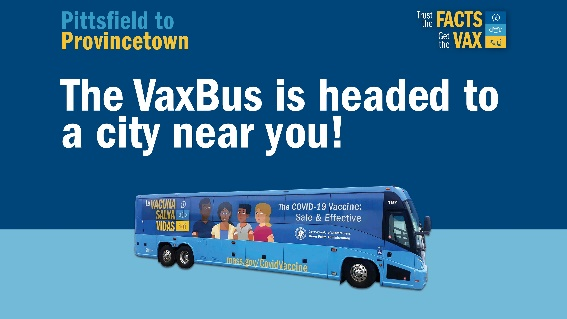 Pittsfield to
Provincetown
Trust the FACTS
Get the VAX
The VaxBus is headed to
a city near you!
La VACUNA
SALVA
VIDAS
The COVID-19 Vaccine:
Safe & Effective
mass.gov/CovidVaccine